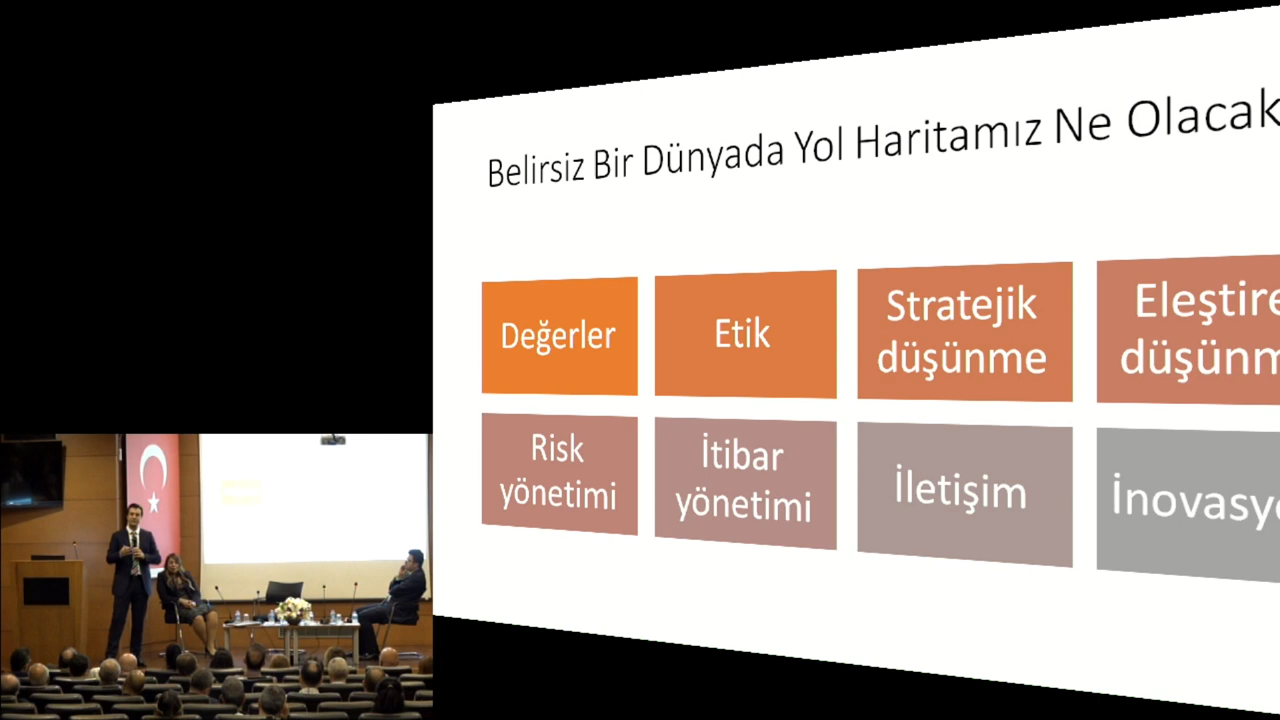 Belirsiz Bir Dünyada Yol Haritamız Ne Olacak
Değerler
Etik
Stratejik
düşünme
Eleştire
düşünm
Risk
yönetimi
İtibar
yönetimi
İletişim
İnovasyo